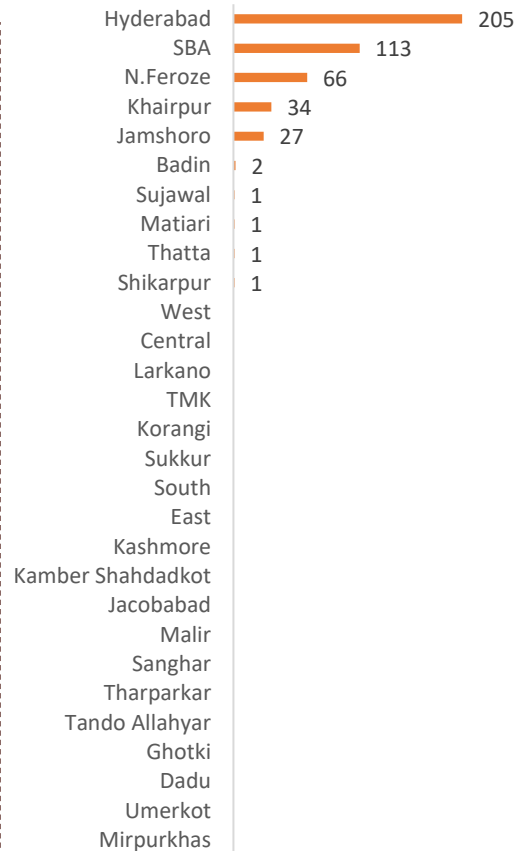 Hyderabad 205
SBA 113
N.Feroze 66
Khairpur 34
Jamshoro 27
Badin 2
Sujawal 1
Matiari 1
Thatta 1
Shikarpur 1
West
Central
Larkano
TMK
Korangi
Sukkur
South
East
Kashmore
Kamber Shahdadkot
Jacobabad
Malir
Sanghar
Tharparkar
Tando Allahyar
Ghotki
Dadu
Umerkot
Mirpurkhas